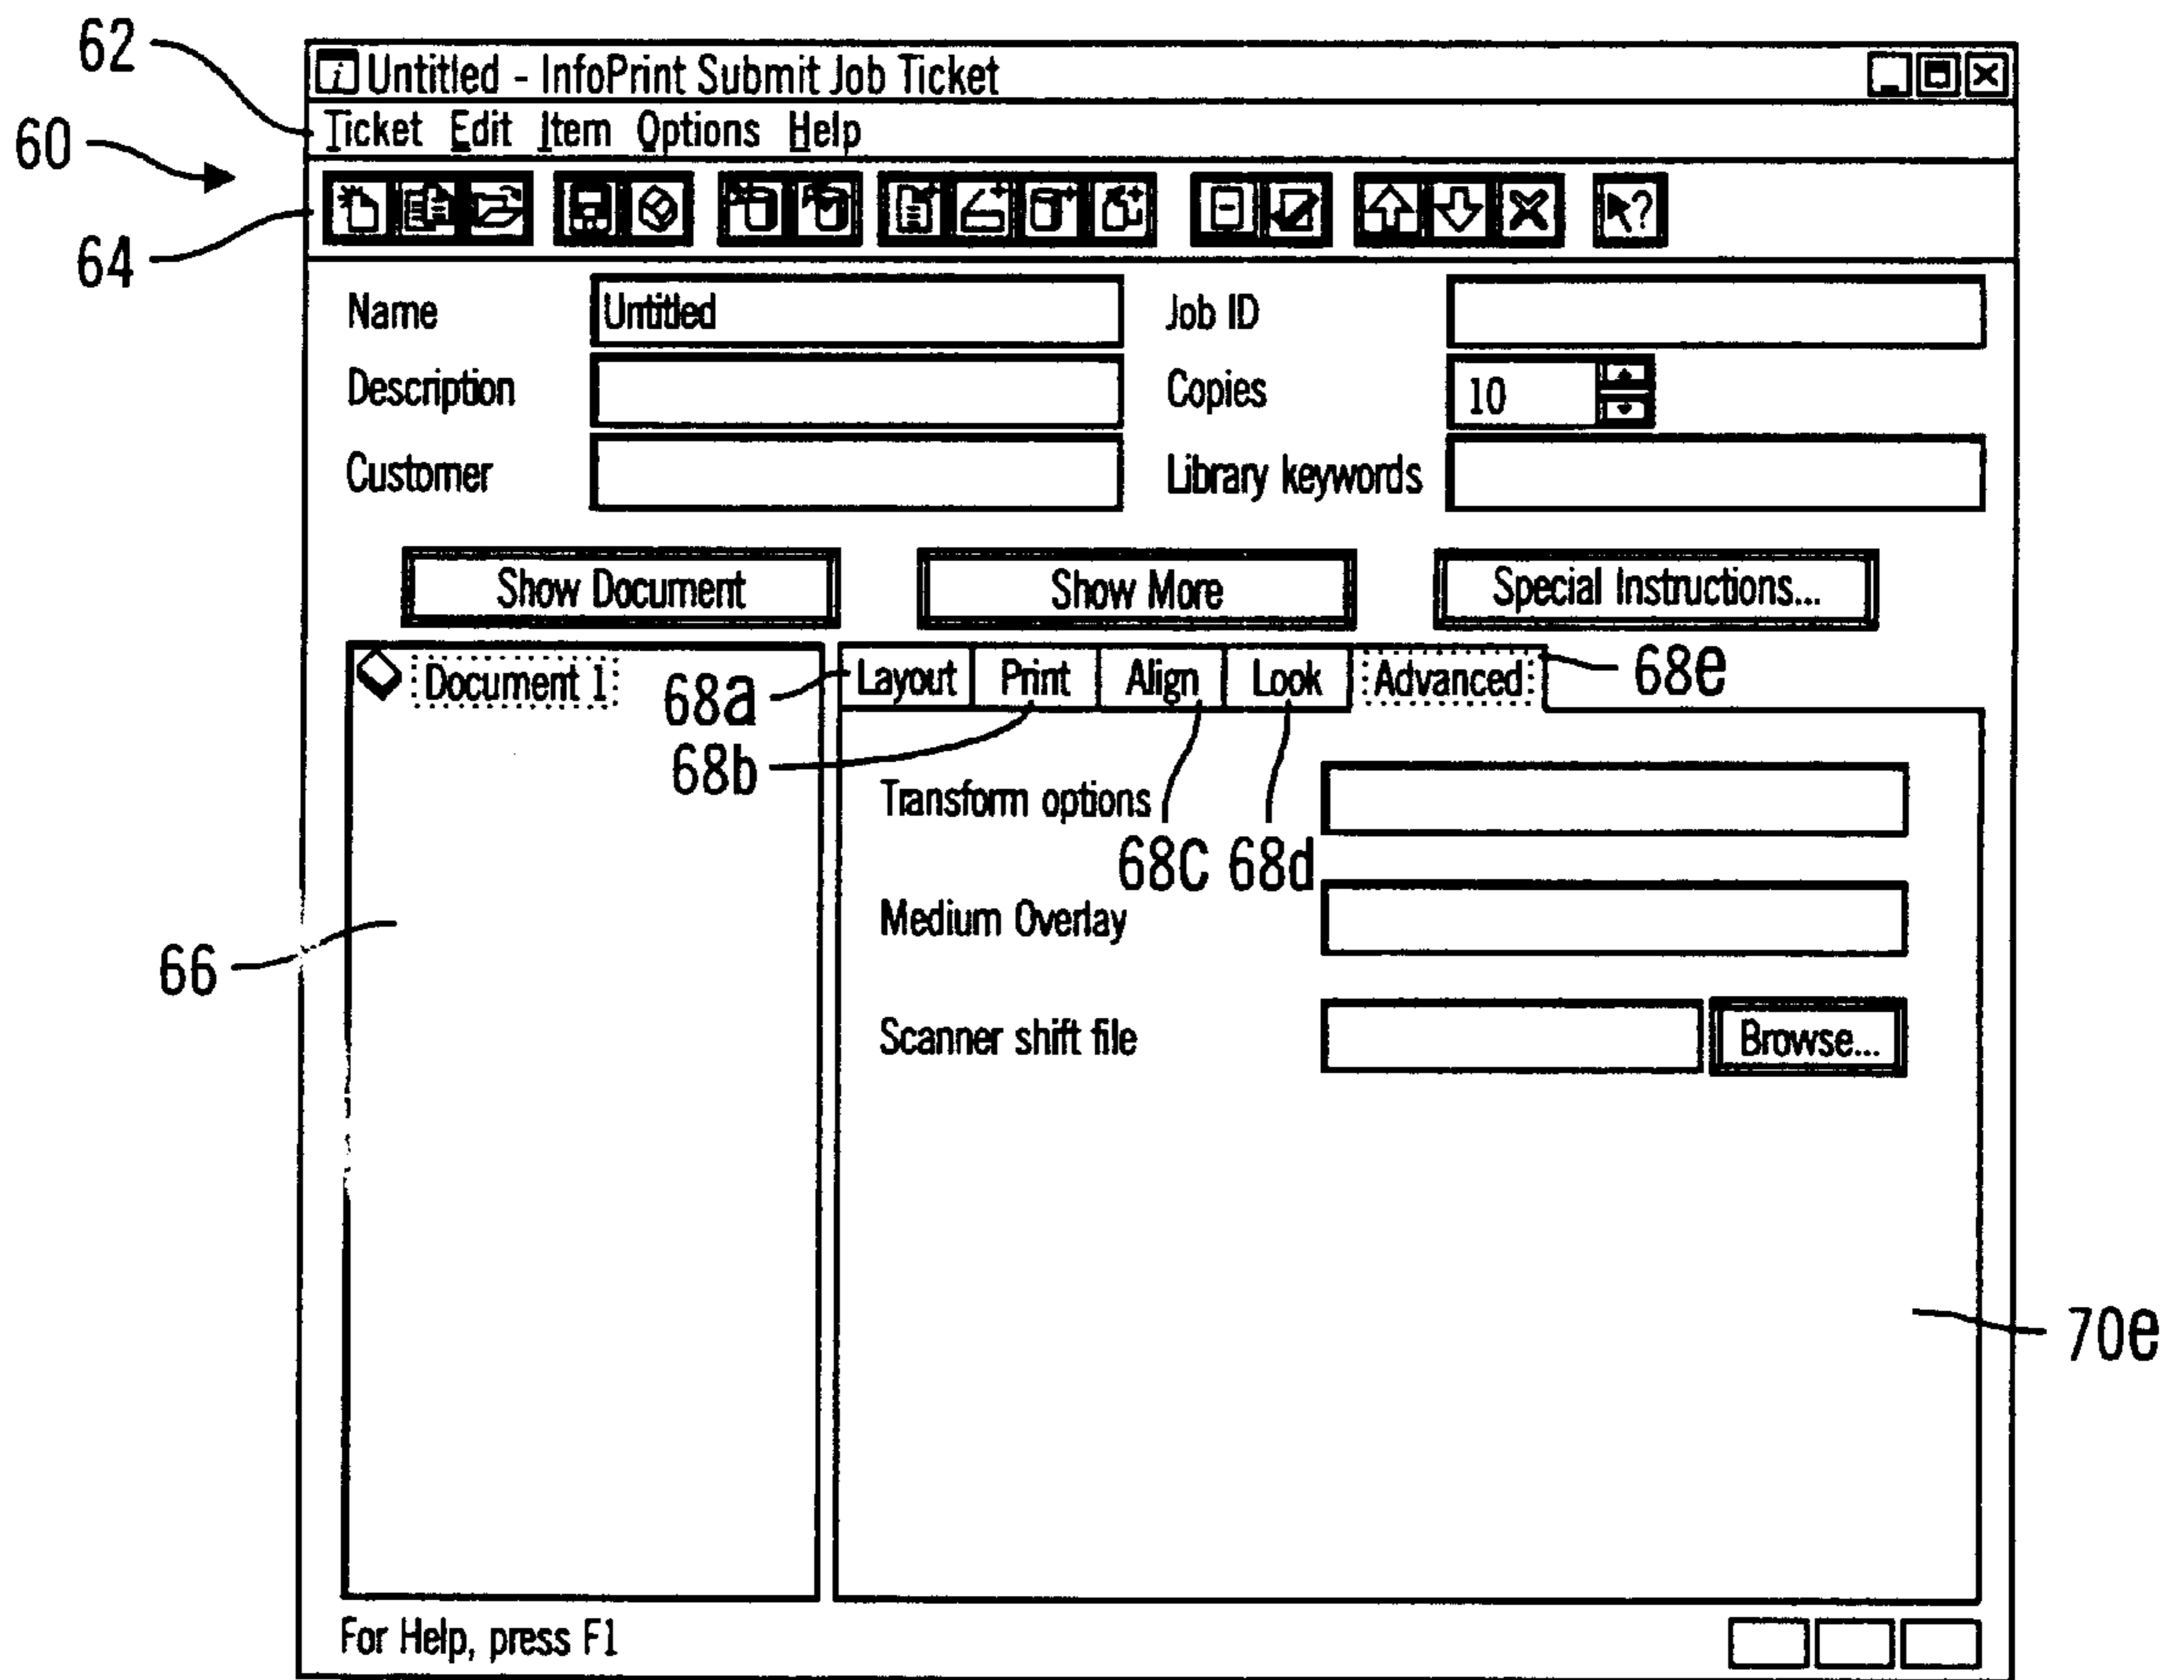 62
Untitled - InfoPrint Submit Job Ticket
60
Ticket Edit Item Options Help
64
Name Untitled Job ID
Description Copies 10
Customer Library keywords
Show Document Show More Special Instructions...
Document 1 68a Layout Print Align Look Advanced 68e
68b
Transform options
68c 68d
Medium Overlay
66
Scanner shift file Browse...
70e
For Help, press F1